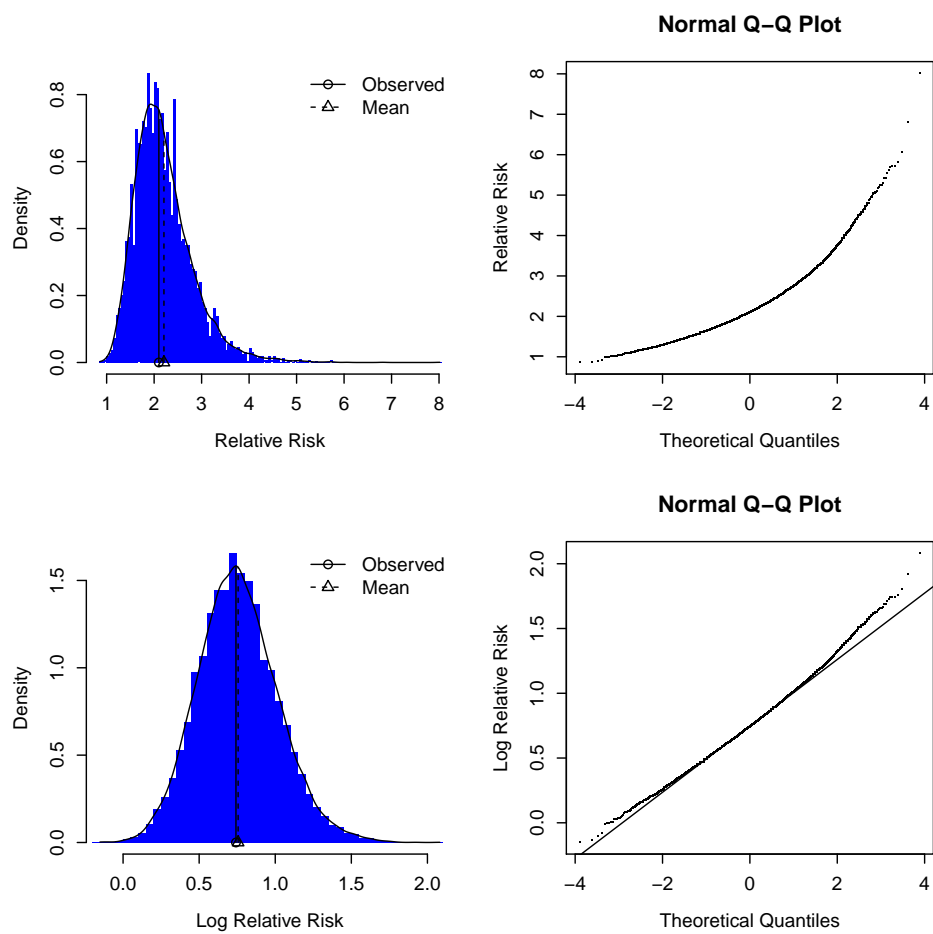 Observed
Mean
Density
0.0 0.2 0.4 0.6 0.8
1 2 3 4 5 6 7 8
Relative Risk
Normal Q−Q Plot
Relative Risk
1 2 3 4 5 6 7 8
−4 −2 0 2 4
Theoretical Quantiles
Observed
Mean
Density
0.0 0.5 1.0 1.5
0.0 0.5 1.0 1.5 2.0
Log Relative Risk
Normal Q−Q Plot
Log Relative Risk
0.0 0.5 1.0 1.5 2.0
−4 −2 0 2 4
Theoretical Quantiles